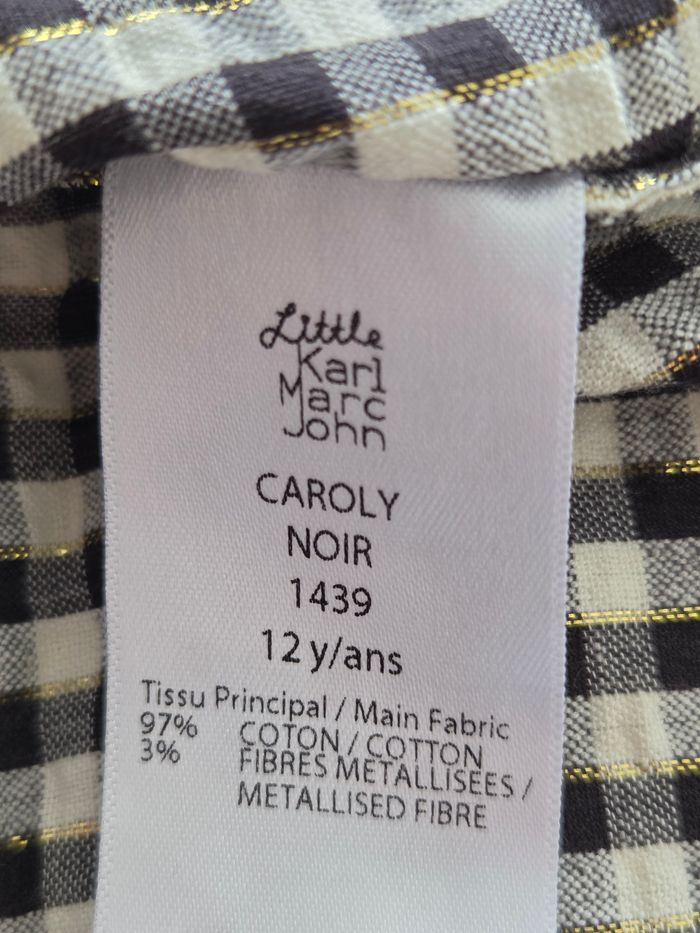 Little
Karl
Marc
John
CAROLY
NOIR
1439
12 y/ans
Tissu Principal / Main Fabric
97% COTON / COTTON
3% FIBRES METALLISEES /
METALLISED FIBRE